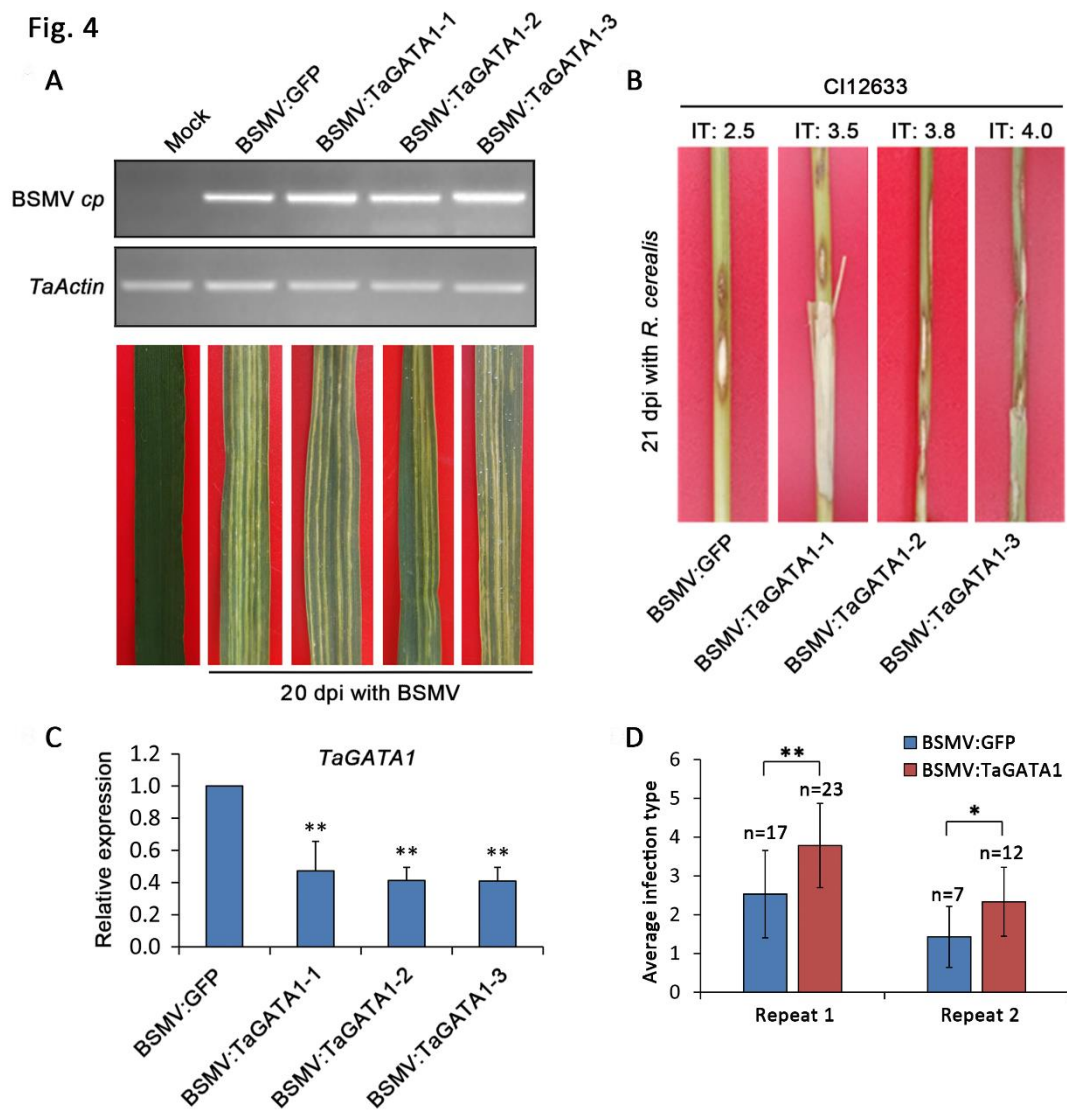 Fig. 4
A
Mock
BSMV:GFP
BSMV:TaGATA1-1
BSMV:TaGATA1-2
BSMV:TaGATA1-3
BSMV cp
TaActin
20 dpi with BSMV
B
CI12633
IT: 2.5 IT: 3.5 IT: 3.8 IT: 4.0
21 dpi with R. cerealis
BSMV:GFP
BSMV:TaGATA1-1
BSMV:TaGATA1-2
BSMV:TaGATA1-3
C
TaGATA1
Relative expression
1.2
1.0
0.8
0.6
0.4
0.2
0.0
**
**
**
BSMV:GFP
BSMV:TaGATA1-1
BSMV:TaGATA1-2
BSMV:TaGATA1-3
D
BSMV:GFP
BSMV:TaGATA1
Average infection type
6
5
4
3
2
1
0
**
n=17
n=23
*
n=7
n=12
Repeat 1
Repeat 2